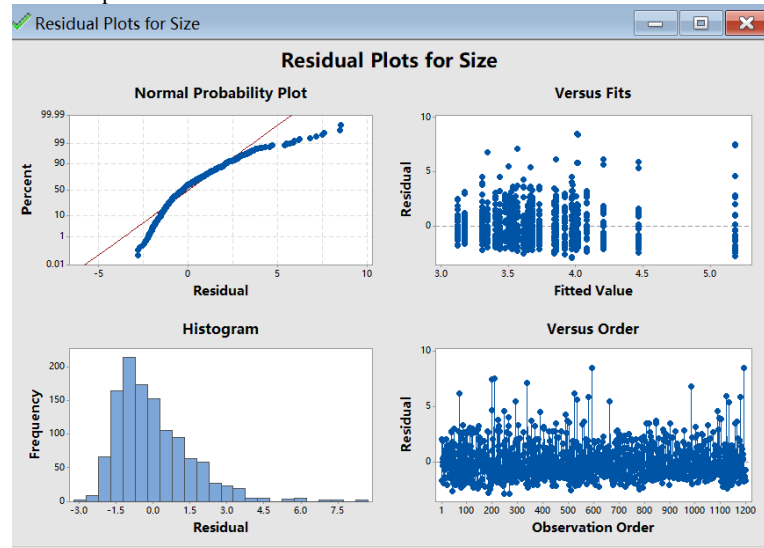 Residual Plots for Size
Residual Plots for Size
Normal Probability Plot
99.99
99
90
50
10
1
0.01
Percent
-5 0 5 10
Residual
Versus Fits
10
5
0
Residual
3.0 3.5 4.0 4.5 5.0
Fitted Value
Histogram
200
150
100
50
0
Frequency
-3.0 -1.5 0.0 1.5 3.0 4.5 6.0 7.5
Residual
Versus Order
10
5
0
Residual
1 100 200 300 400 500 600 700 800 900 1000 1100 1200
Observation Order